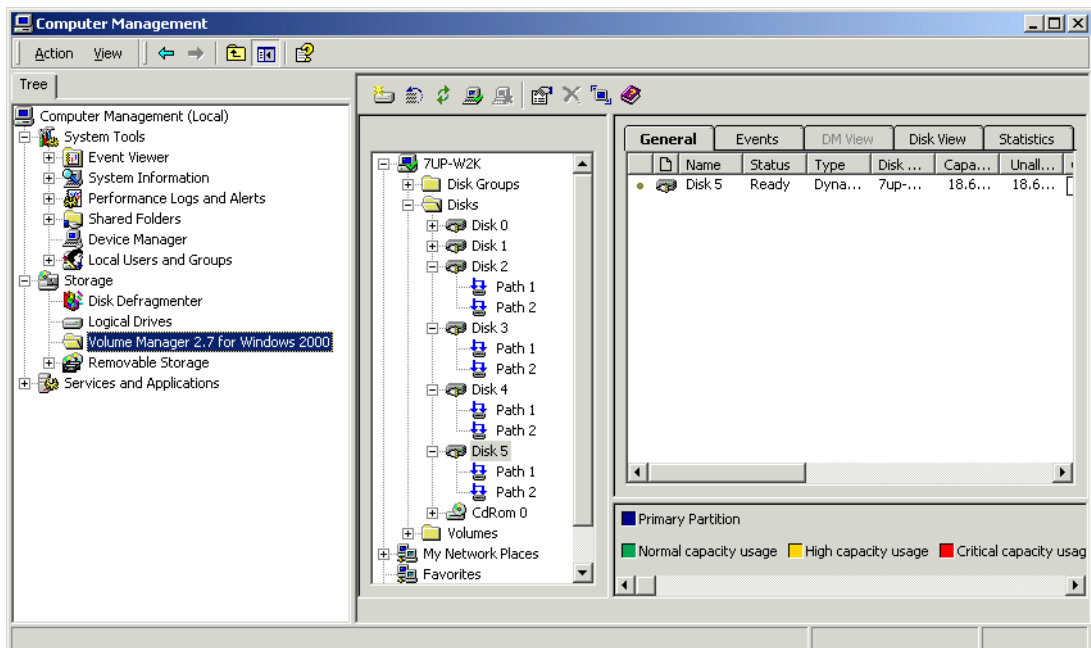 Computer Management
Action View
Tree
Computer Management (Local)
System Tools
Event Viewer
System Information
Performance Logs and Alerts
Shared Folders
Device Manager
Local Users and Groups
Storage
Disk Defragmenter
Logical Drives
Volume Manager 2.7 for Windows 2000
Removable Storage
Services and Applications
7UP-W2K
Disk Groups
Disks
Disk 0
Disk 1
Disk 2
Path 1
Path 2
Disk 3
Path 1
Path 2
Disk 4
Path 1
Path 2
Disk 5
Path 1
Path 2
CdRom 0
Volumes
My Network Places
Favorites
General Events DM View Disk View Statistics
Name Status Type Disk ... Capa... Unall...
Disk 5 Ready Dyna... 7up-... 18.6... 18.6...
Primary Partition
Normal capacity usage High capacity usage Critical capacity usag